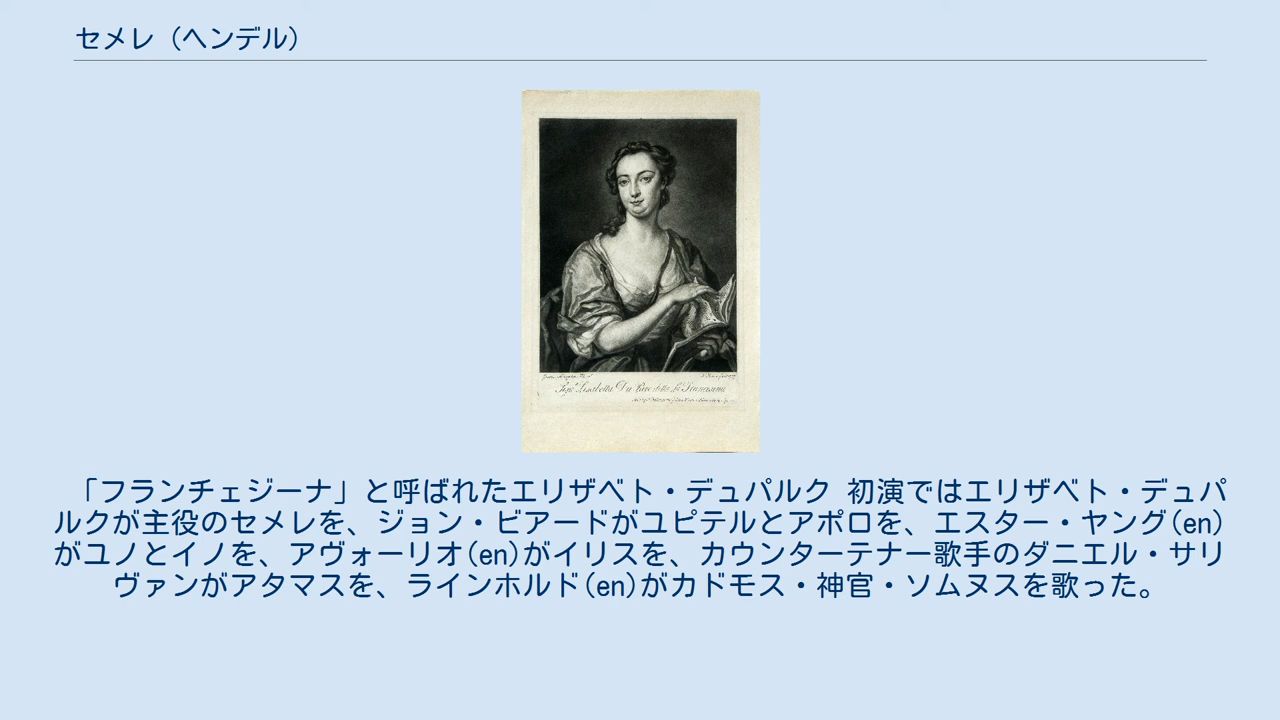 セメレ（ヘンデル）
Lisabetta Du Parc detta la Francesina
「フランチェジーナ」と呼ばれたエリザベト・デュパルク 初演ではエリザベト・デュパ
ルクが主役のセメレを、ジョン・ビアードがユピテルとアポロを、エスター・ヤング(en)
がユノとイノを、アヴォーリオ(en)がイリスを、カウンターテナー歌手のダニエル・サリ
ヴァンがアタマスを、ラインホルド(en)がカドモス・神官・ソムヌスを歌った。